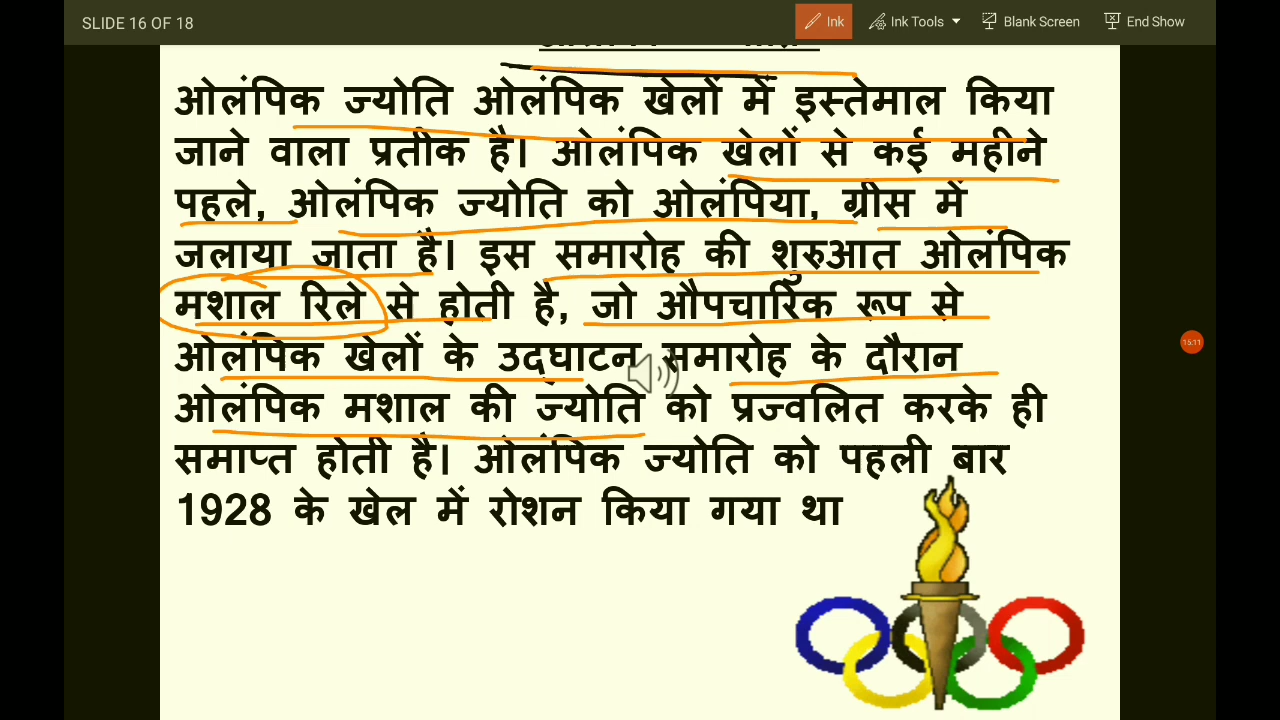 SLIDE 16 OF 18
Ink
Ink Tools
Blank Screen
End Show
ओलंपिक ज्योति ओलंपिक खेलों में इस्तेमाल किया
जाने वाला प्रतीक है। ओलंपिक खेलों से कई महीने
पहले, ओलंपिक ज्योति को ओलंपिया, ग्रीस में
जलाया जाता है। इस समारोह की शुरुआत ओलंपिक
मशाल रिले से होती है, जो औपचारिक रूप से
ओलंपिक खेलों के उद्घाटन समारोह के दौरान
ओलंपिक मशाल की ज्योति को प्रज्वलित करके ही
समाप्त होती है। ओलंपिक ज्योति को पहली बार
1928 के खेल में रोशन किया गया था
15:11